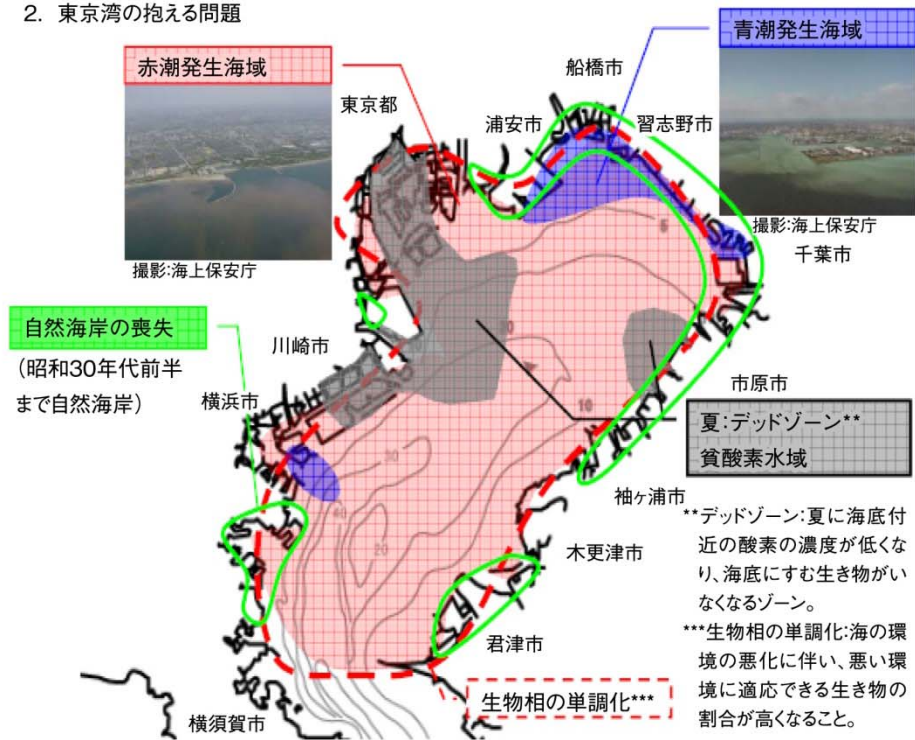 2. 東京湾の抱える問題
赤潮発生海域
青潮発生海域
撮影:海上保安庁
撮影:海上保安庁
東京都
浦安市
船橋市
習志野市
千葉市
自然海岸の喪失
(昭和30年代前半
まで自然海岸)
川崎市
横浜市
市原市
夏:デッドゾーン**
貧酸素水域
袖ヶ浦市
木更津市
君津市
横須賀市
生物相の単調化***
**デッドゾーン:夏に海底付
近の酸素の濃度が低くな
り、海底にすむ生き物がい
なくなるゾーン。
***生物相の単調化:海の環
境の悪化に伴い、悪い環
境に適応できる生き物の
割合が高くなること。
10
30
40
20